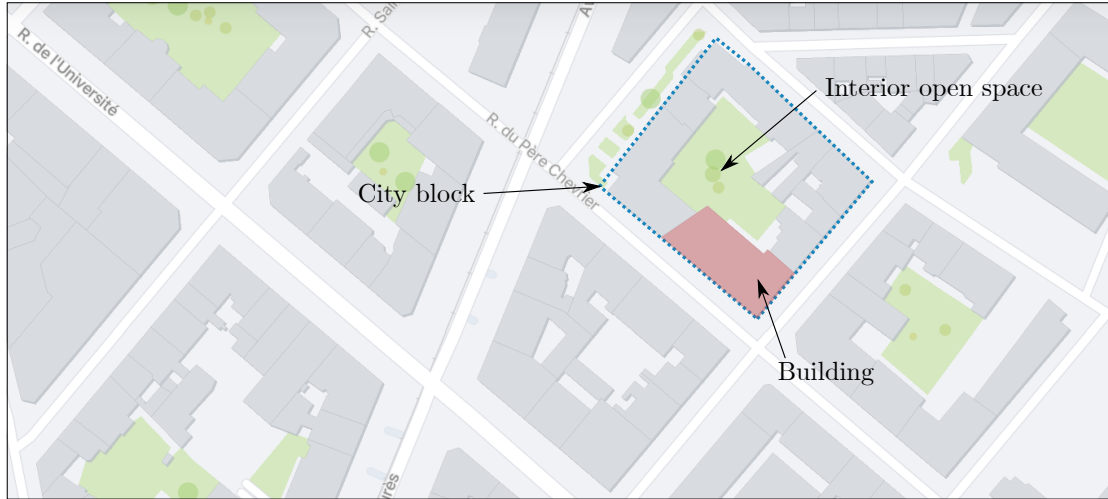 R. de l'Université
R. du Père Chevrier
Interior open space
City block
Building